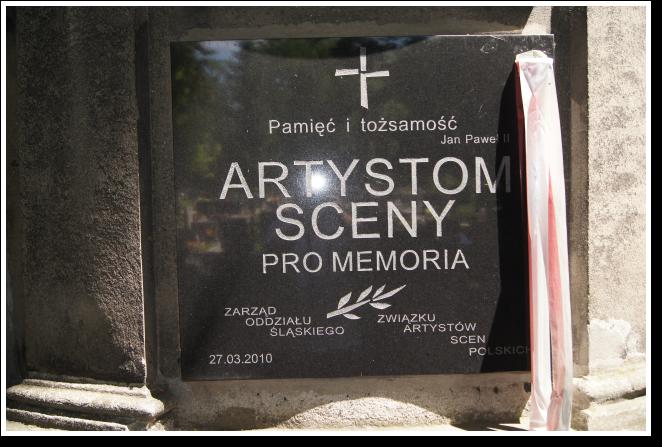 Pamięć i tożsamość
Jan Paweł II
ARTYSTOM
SCENY
PRO MEMORIA
ZARZĄD
ODDZIAŁU
ŚLĄSKIEGO
ZWIĄZKU
ARTYSTÓW
SCEN
POLSKICH
27.03.2010